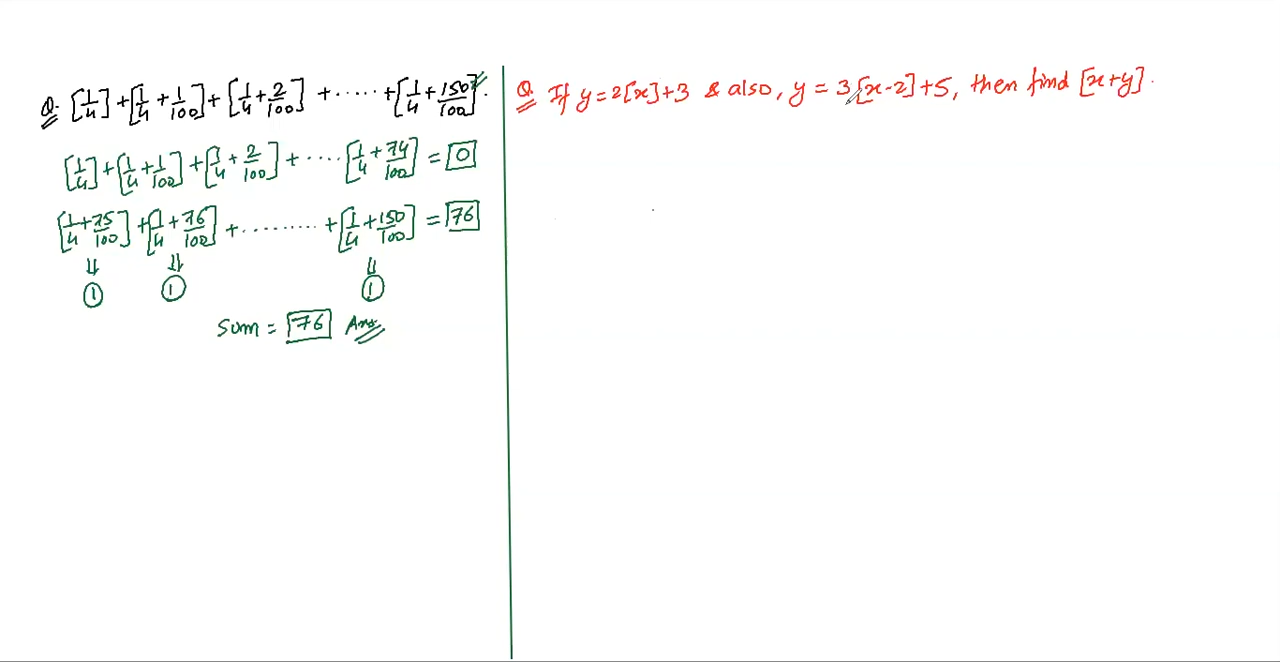 Q. [1/4] + [1/4 + 1/100] + [1/4 + 2/100] + ..... + [1/4 + 150/100].
[1/4] + [1/4 + 1/100] + [1/4 + 2/100] + .... [1/4 + 74/100] = 0
[1/4 + 75/100] + [1/4 + 76/100] + ......... + [1/4 + 150/100] = 76
⇓ ⇓ ⇓
1 1 1
Sum = 76 Ans
Q. If y = 2[x]+3 & also, y = 3[x-2]+5, then find [x+y].